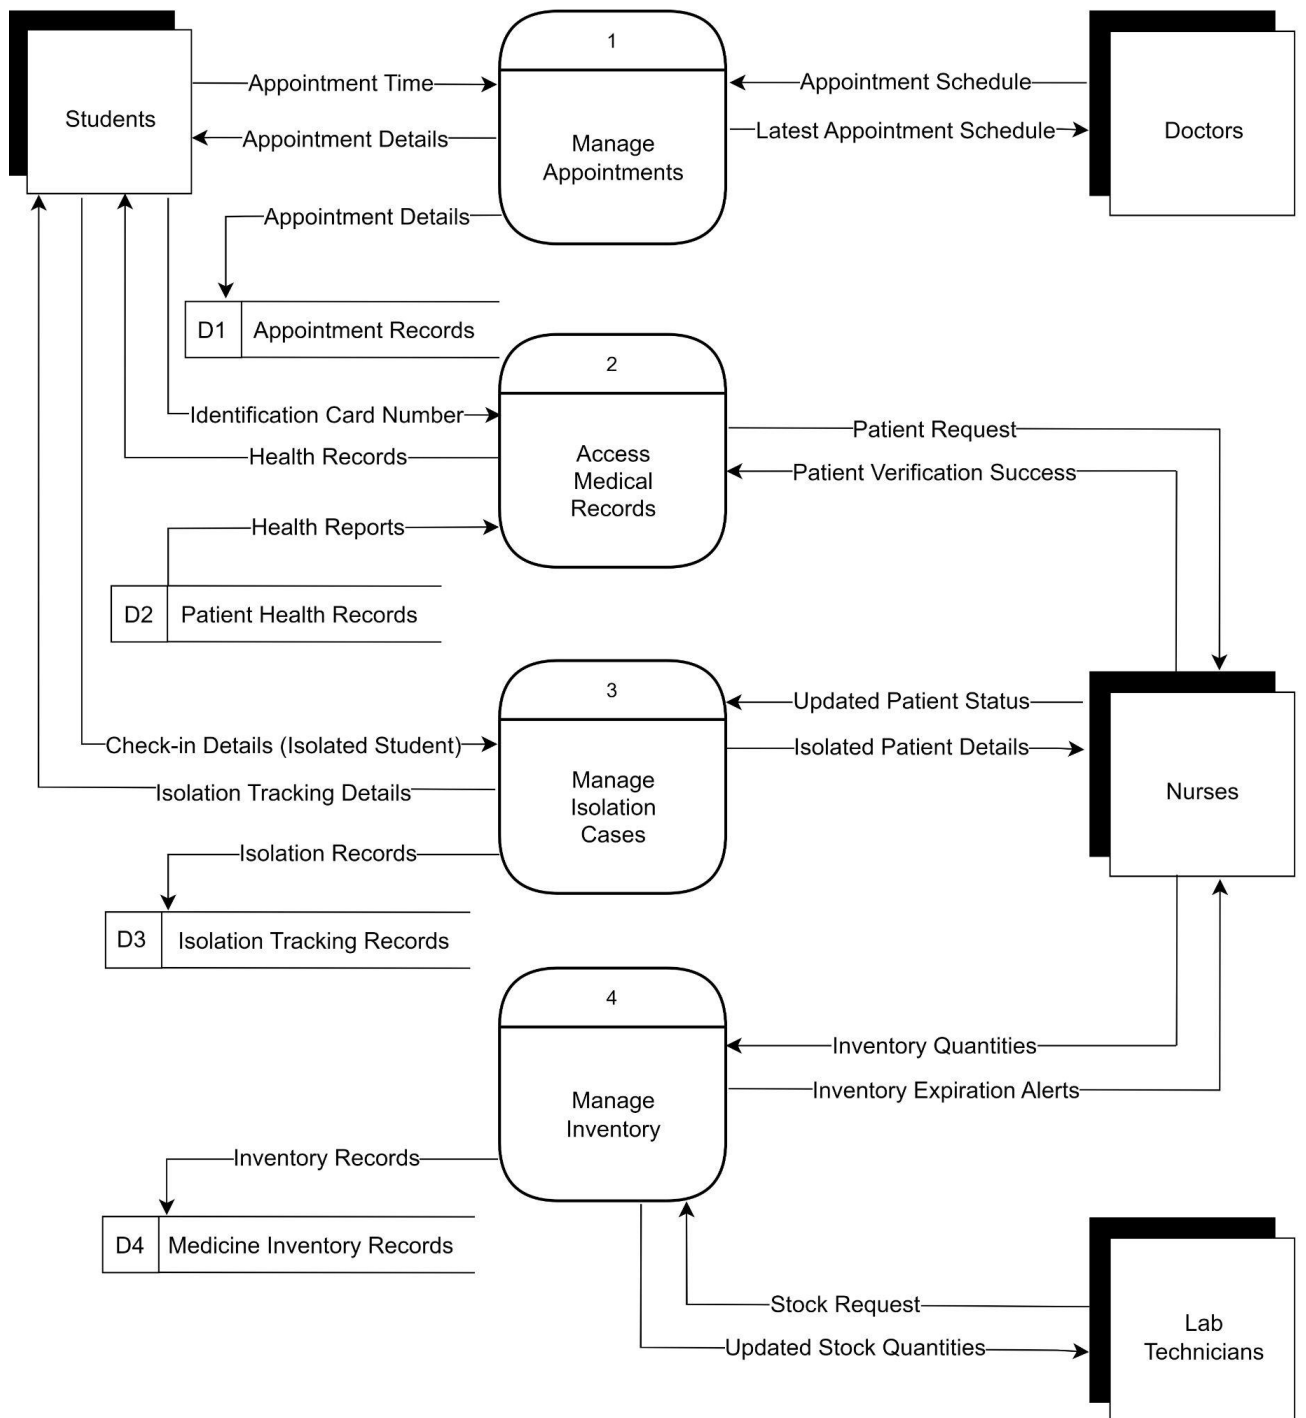 1
Students
Appointment Time
Appointment Schedule
Appointment Details
Latest Appointment Schedule
Doctors
Manage
Appointments
Appointment Details
D1
Appointment Records
2
Identification Card Number
Patient Request
Health Records
Access
Medical
Records
Patient Verification Success
Health Reports
D2
Patient Health Records
3
Updated Patient Status
Check-in Details (Isolated Student)
Isolated Patient Details
Isolation Tracking Details
Manage
Isolation
Cases
Nurses
Isolation Records
D3
Isolation Tracking Records
4
Inventory Quantities
Manage
Inventory
Inventory Expiration Alerts
Inventory Records
D4
Medicine Inventory Records
Stock Request
Updated Stock Quantities
Lab
Technicians